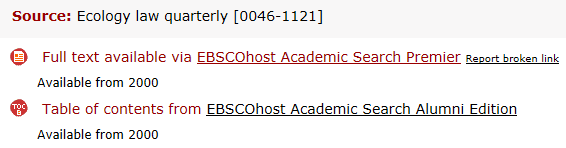 Source: Ecology law quarterly [0046-1121]
Full text available via EBSCOhost Academic Search Premier Report broken link
Available from 2000
TOC B Table of contents from EBSCOhost Academic Search Alumni Edition
Available from 2000